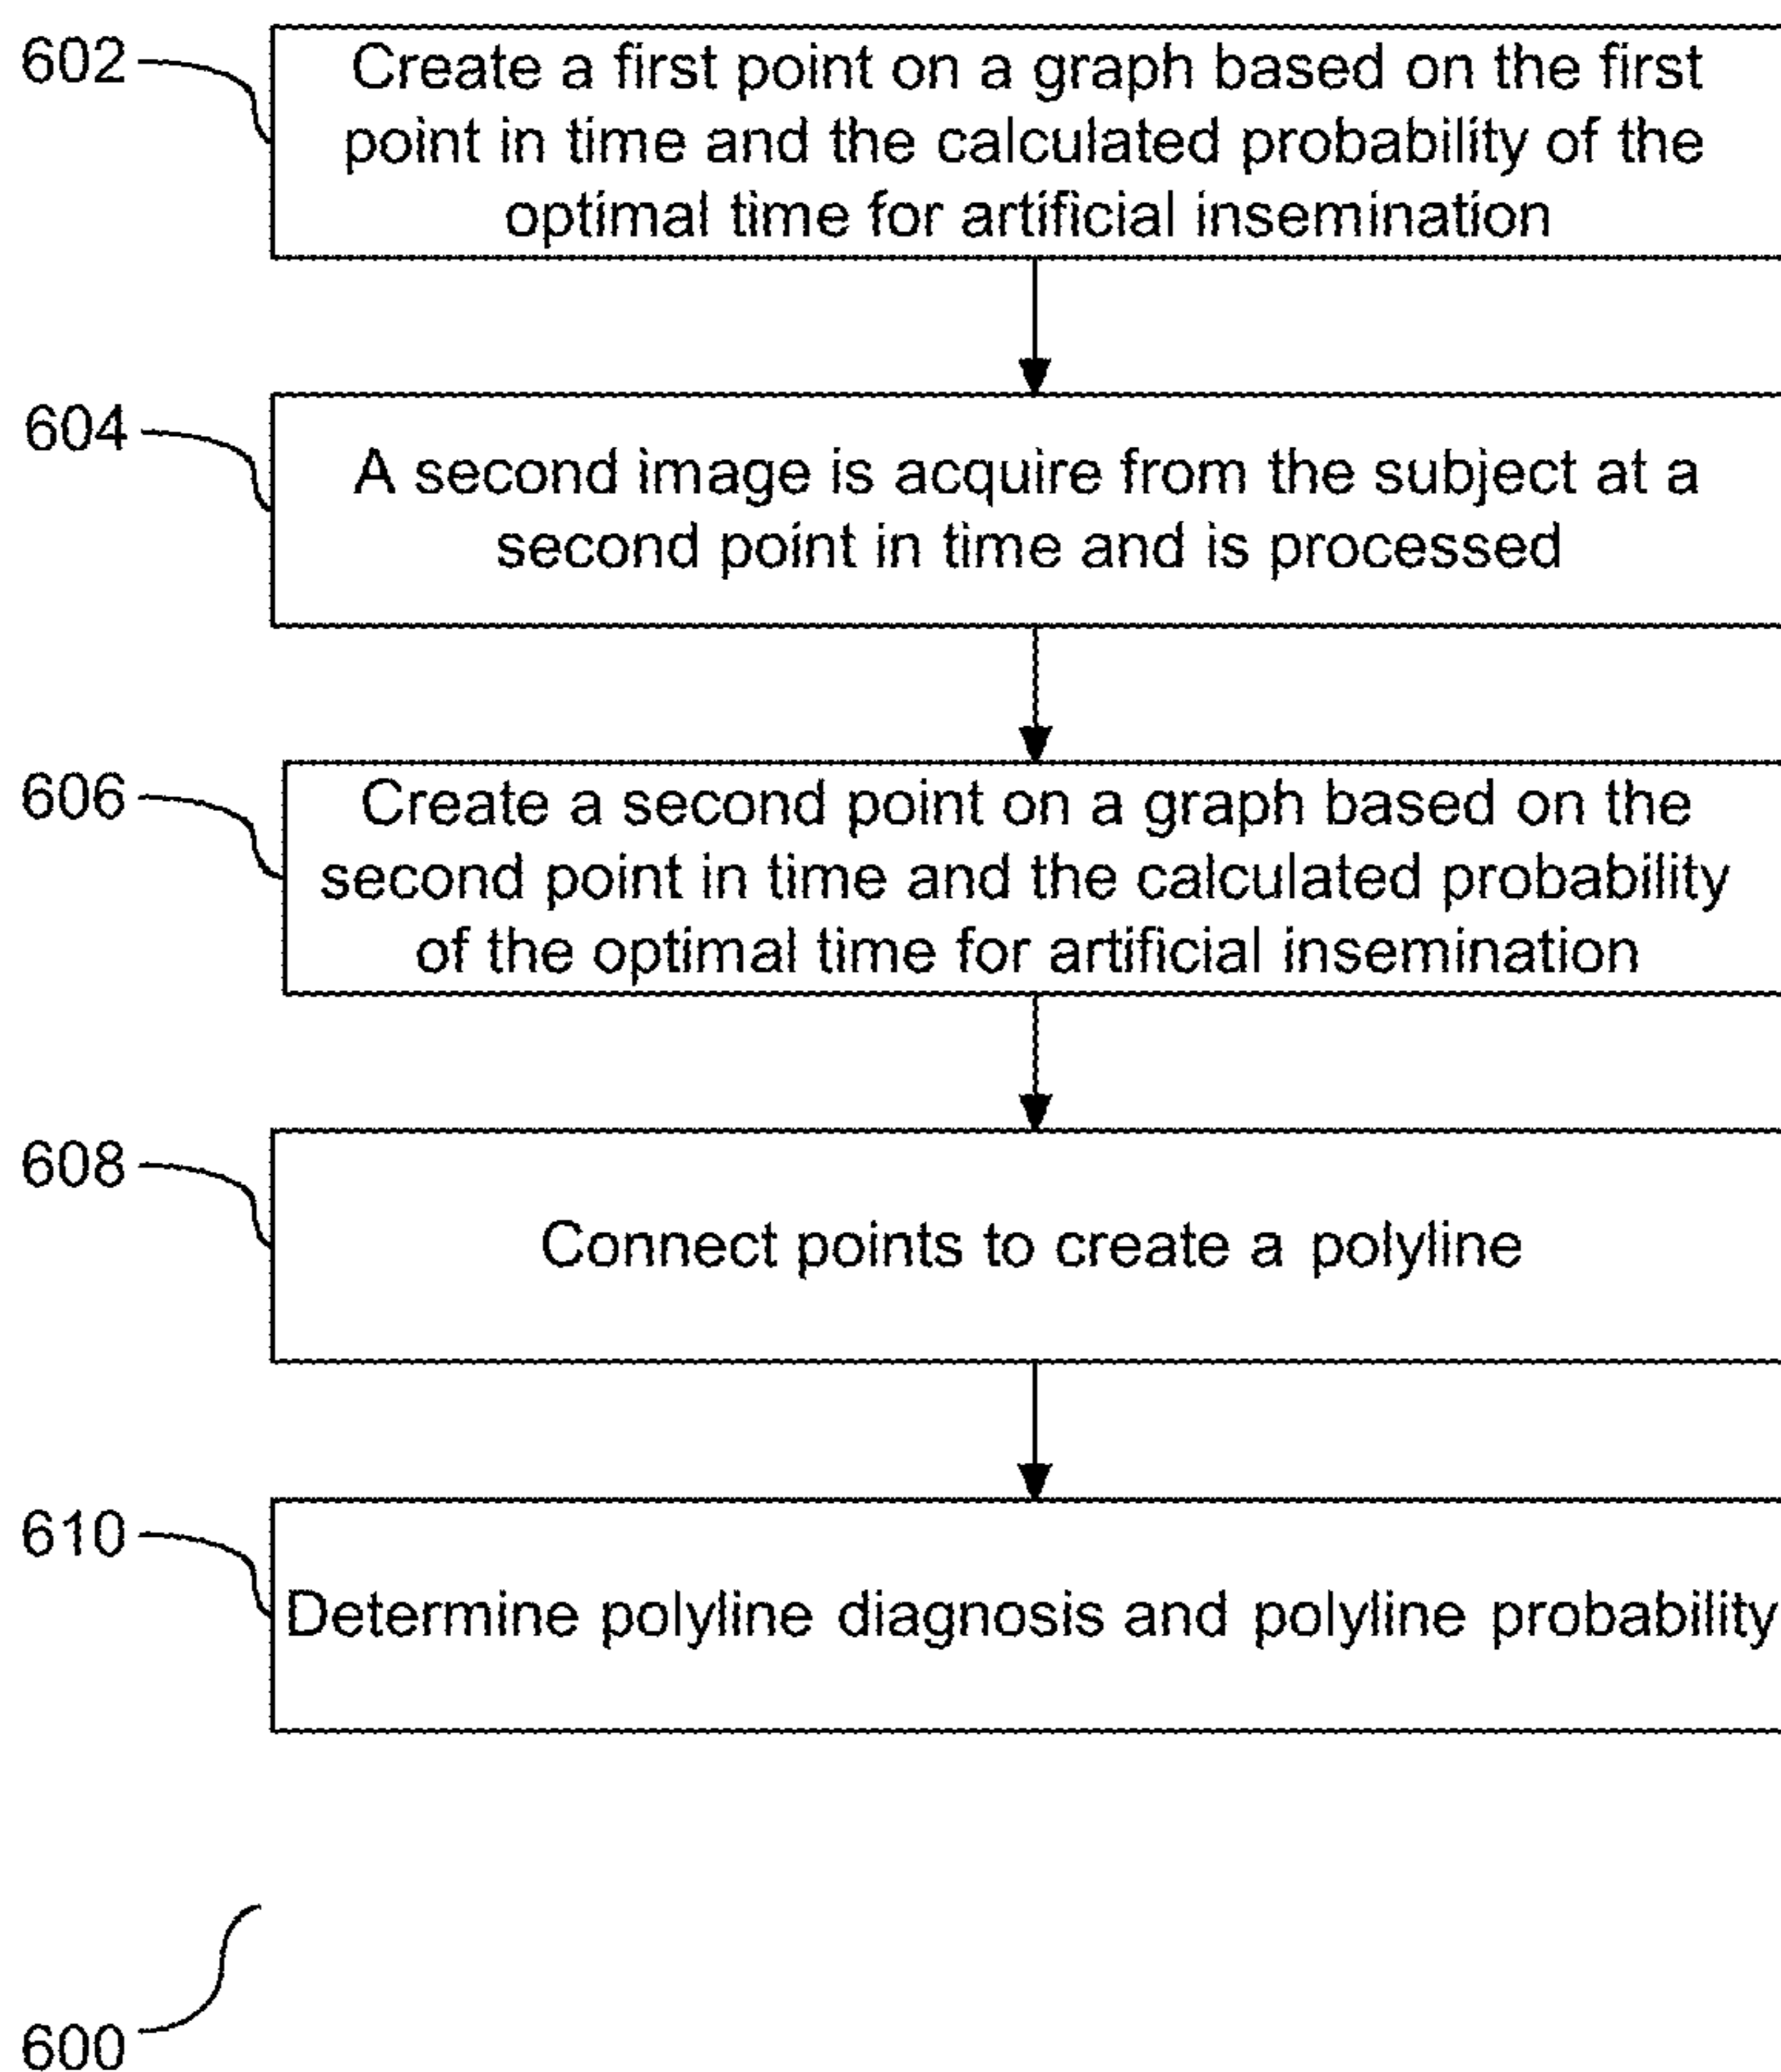 602
Create a first point on a graph based on the first
point in time and the calculated probability of the
optimal time for artificial insemination
604
A second image is acquire from the subject at a
second point in time and is processed
606
Create a second point on a graph based on the
second point in time and the calculated probability
of the optimal time for artificial insemination
608
Connect points to create a polyline
610
Determine polyline diagnosis and polyline probability
600